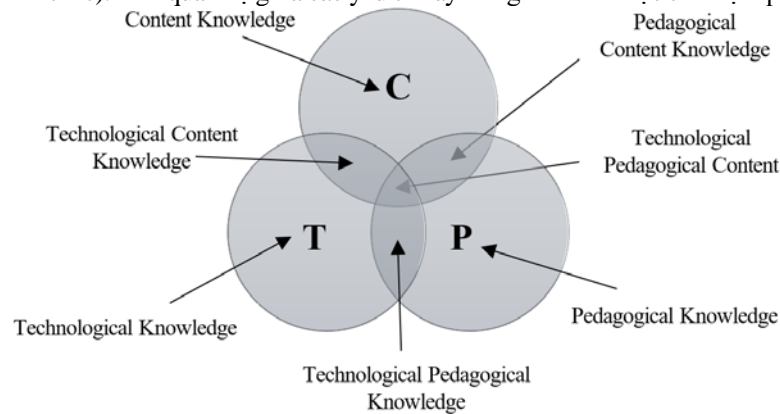 Content Knowledge
Pedagogical
Content Knowledge
C
Technological Content
Knowledge
Technological
Pedagogical Content
T
P
Technological Knowledge
Pedagogical Knowledge
Technological Pedagogical
Knowledge